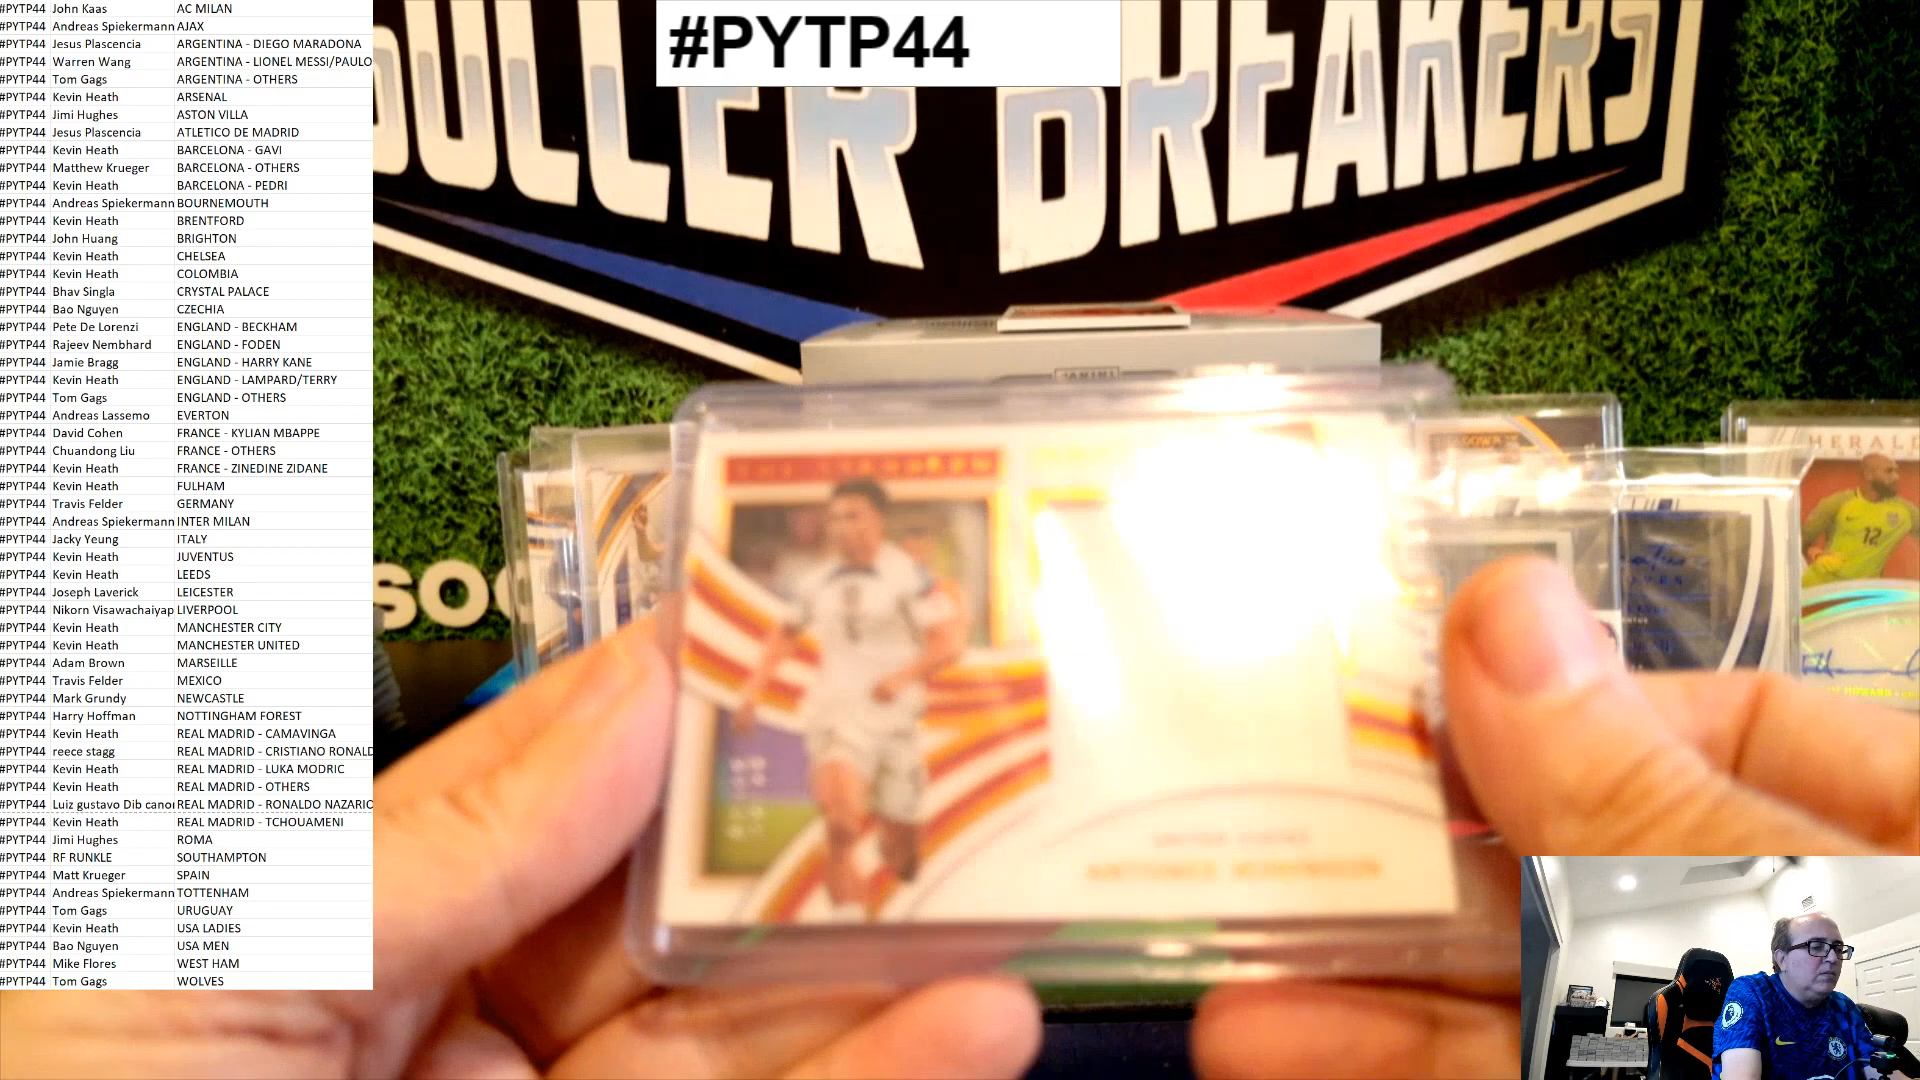 #PYTP44 John Kaas AC MILAN
#PYTP44 Andreas Spiekermann AJAX
#PYTP44 Jesus Plascencia ARGENTINA - DIEGO MARADONA
#PYTP44 Warren Wang ARGENTINA - LIONEL MESSI/PAULO
#PYTP44 Tom Gags ARGENTINA - OTHERS
#PYTP44 Kevin Heath ARSENAL
#PYTP44 Jimi Hughes ASTON VILLA
#PYTP44 Jesus Plascencia ATLETICO DE MADRID
#PYTP44 Kevin Heath BARCELONA - GAVI
#PYTP44 Matthew Krueger BARCELONA - OTHERS
#PYTP44 Kevin Heath BARCELONA - PEDRI
#PYTP44 Andreas Spiekermann BOURNEMOUTH
#PYTP44 Kevin Heath BRENTFORD
#PYTP44 John Huang BRIGHTON
#PYTP44 Kevin Heath CHELSEA
#PYTP44 Kevin Heath COLOMBIA
#PYTP44 Bhav Singla CRYSTAL PALACE
#PYTP44 Bao Nguyen CZECHIA
#PYTP44 Pete De Lorenzi ENGLAND - BECKHAM
#PYTP44 Rajeev Nembhard ENGLAND - FODEN
#PYTP44 Jamie Bragg ENGLAND - HARRY KANE
#PYTP44 Kevin Heath ENGLAND - LAMPARD/TERRY
#PYTP44 Tom Gags ENGLAND - OTHERS
#PYTP44 Andreas Lassemo EVERTON
#PYTP44 David Cohen FRANCE - KYLIAN MBAPPE
#PYTP44 Chuandong Liu FRANCE - OTHERS
#PYTP44 Kevin Heath FRANCE - ZINEDINE ZIDANE
#PYTP44 Kevin Heath FULHAM
#PYTP44 Travis Felder GERMANY
#PYTP44 Andreas Spiekermann INTER MILAN
#PYTP44 Jacky Yeung ITALY
#PYTP44 Kevin Heath JUVENTUS
#PYTP44 Kevin Heath LEEDS
#PYTP44 Joseph Laverick LEICESTER
#PYTP44 Nikorn Visawachaiyap LIVERPOOL
#PYTP44 Kevin Heath MANCHESTER CITY
#PYTP44 Kevin Heath MANCHESTER UNITED
#PYTP44 Adam Brown MARSEILLE
#PYTP44 Travis Felder MEXICO
#PYTP44 Mark Grundy NEWCASTLE
#PYTP44 Harry Hoffman NOTTINGHAM FOREST
#PYTP44 Kevin Heath REAL MADRID - CAMAVINGA
#PYTP44 reece stagg REAL MADRID - CRISTIANO RONALD
#PYTP44 Kevin Heath REAL MADRID - LUKA MODRIC
#PYTP44 Kevin Heath REAL MADRID - OTHERS
#PYTP44 Luiz gustavo Dib canoi REAL MADRID - RONALDO NAZARIO
#PYTP44 Kevin Heath REAL MADRID - TCHOUAMENI
#PYTP44 Jimi Hughes ROMA
#PYTP44 RF RUNKLE SOUTHAMPTON
#PYTP44 Matt Krueger SPAIN
#PYTP44 Andreas Spiekermann TOTTENHAM
#PYTP44 Tom Gags URUGUAY
#PYTP44 Kevin Heath USA LADIES
#PYTP44 Bao Nguyen USA MEN
#PYTP44 Mike Flores WEST HAM
#PYTP44 Tom Gags WOLVES
#PYTP44
SOCCER BREAKERS
PANINI
HERALD
12
HOWARD
SOC
ANTONEE ROBINSON